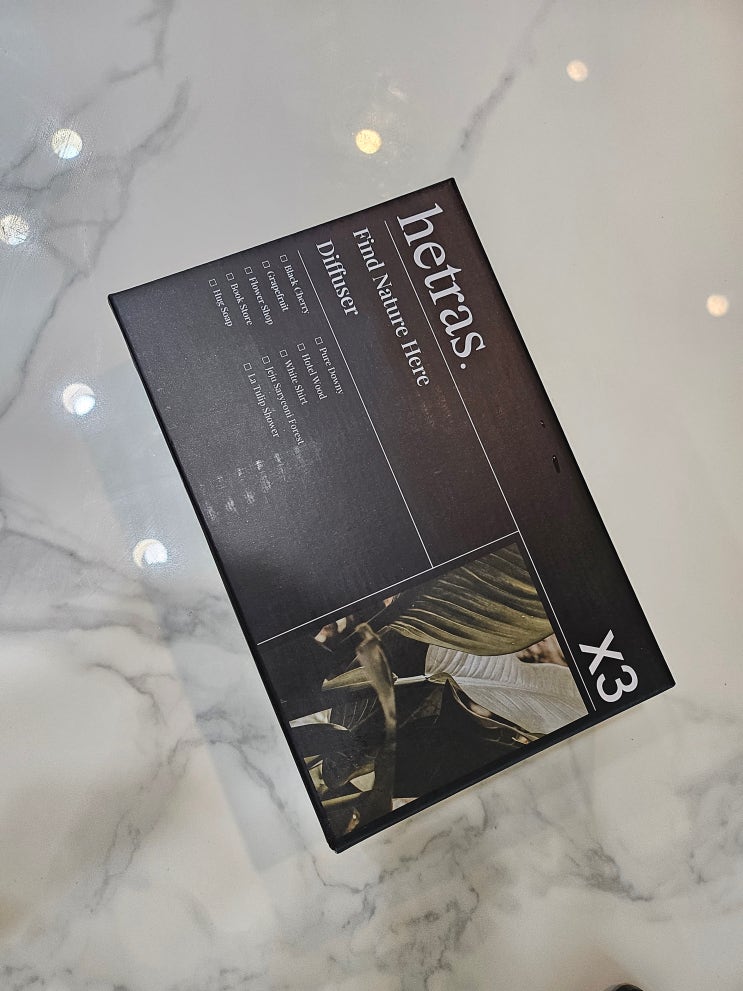 hetras.
X3
Find Nature Here
Diffuser
□ Black Cherry
□ Grapefruit
□ Flower Shop
□ Book Store
□ Hug Soap
□ Pure Downy
□ Hotel Wood
□ White Shirt
□ Jeju Saryeoni Forest
□ La Tulip Shower